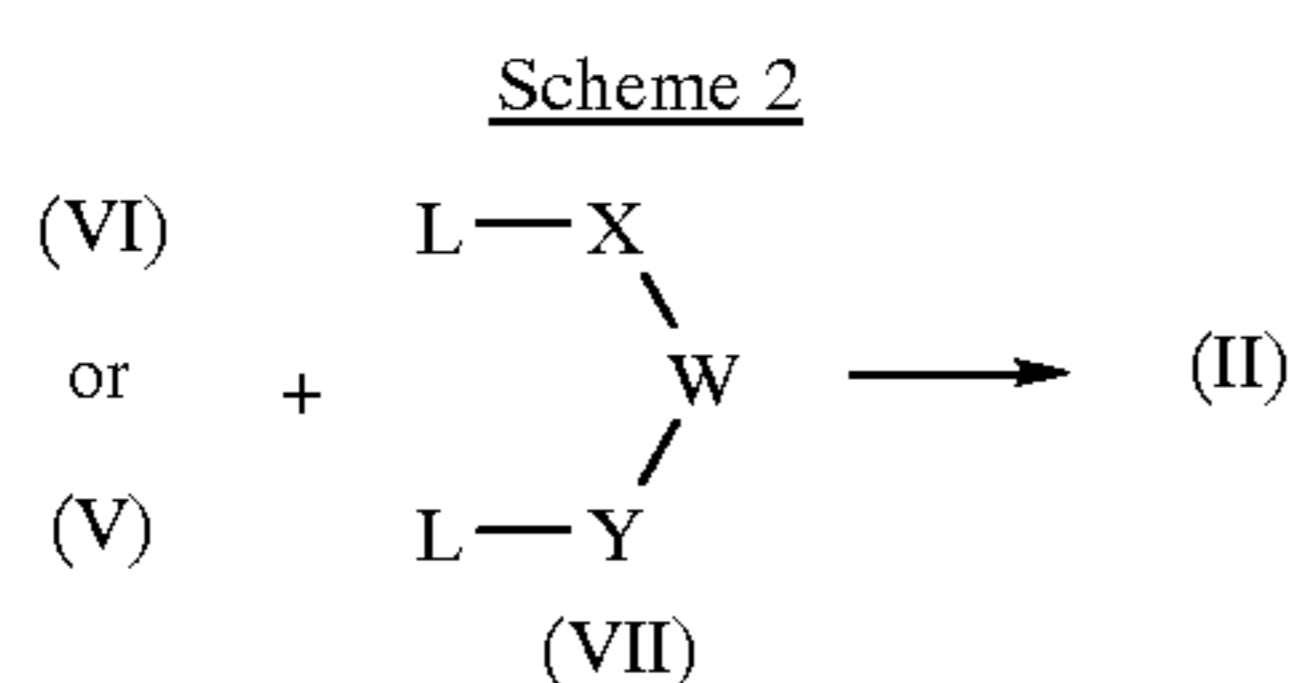 Scheme 2
(VI) L — X
or + W → (II)
(V) L — Y
(VII)